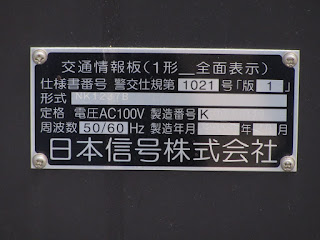 交通情報板(1形__全面表示)
仕様書番号 警交仕規第 1021 号「版 1 」
形式 NK1207B
定格 電圧AC100V 製造番号 K
周波数 50/60 Hz 製造年月 年 月
日本信号株式会社